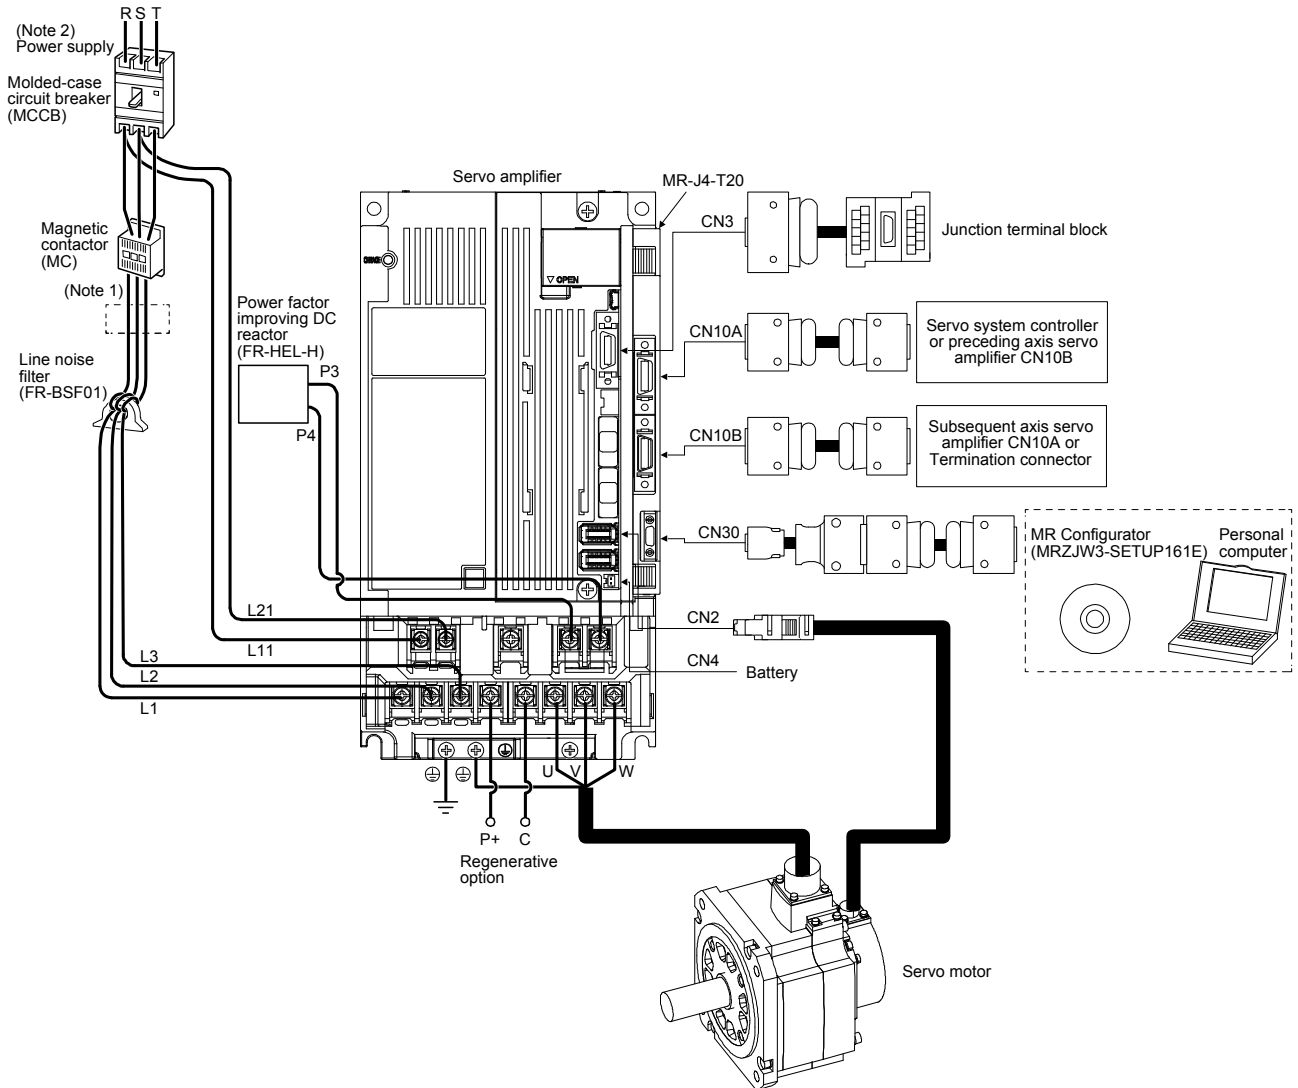 R S T
(Note 2)
Power supply
Molded-case
circuit breaker
(MCCB)
Servo amplifier
MR-J4-T20
CN3
Junction terminal block
Magnetic
contactor
(MC)
CHARGE
OPEN
(Note 1)
Power factor
improving DC
reactor
(FR-HEL-H)
P3
P4
CN10A
Servo system controller
or preceding axis servo
amplifier CN10B
Line noise
filter
(FR-BSF01)
CN10B
Subsequent axis servo
amplifier CN10A or
Termination connector
CN30
MR Configurator
(MRZJW3-SETUP161E)
Personal
computer
L21
L11
CN2
L3
CN4
Battery
L2
L1
U V W
P+ C
Regenerative
option
Servo motor